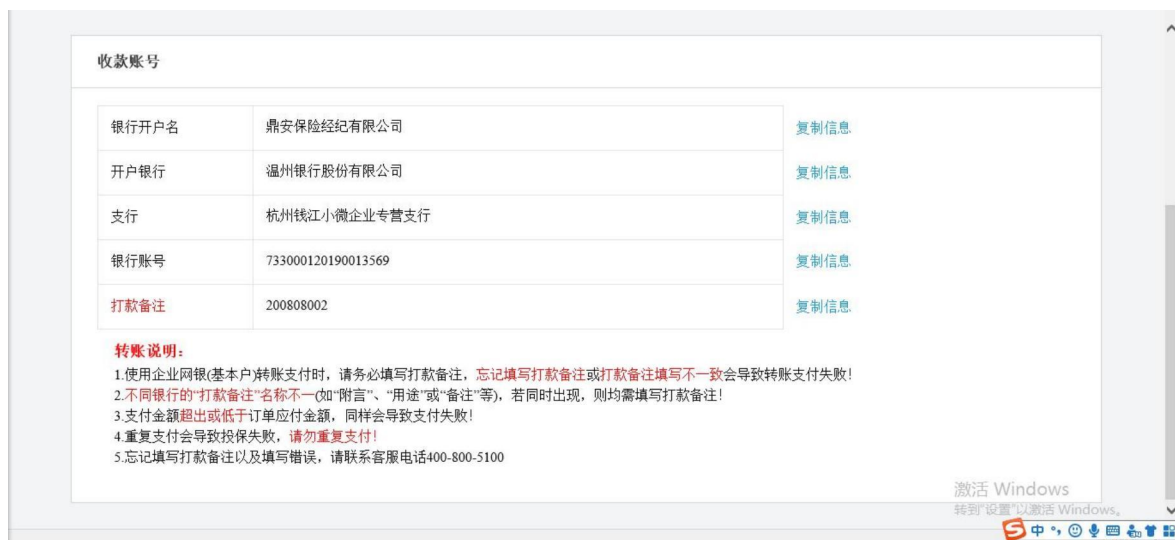 收款账号
银行开户名 鼎安保险经纪有限公司 复制信息
开户银行 温州银行股份有限公司 复制信息
支行 杭州钱江小微企业专营支行 复制信息
银行账号 733000120190013569 复制信息
打款备注 200808002 复制信息
转账说明：
1.使用企业网银(基本户)转账支付时，请务必填写打款备注，忘记填写打款备注或打款备注填写不一致会导致转账支付失败！
2.不同银行的“打款备注”名称不一(如“附言”、“用途”或“备注”等)，若同时出现，则均需填写打款备注！
3.支付金额超出或低于订单应付金额，同样会导致支付失败！
4.重复支付会导致投保失败，请勿重复支付！
5.忘记填写打款备注以及填写错误，请联系客服电话400-800-5100
激活 Windows
转到“设置”以激活 Windows。
中